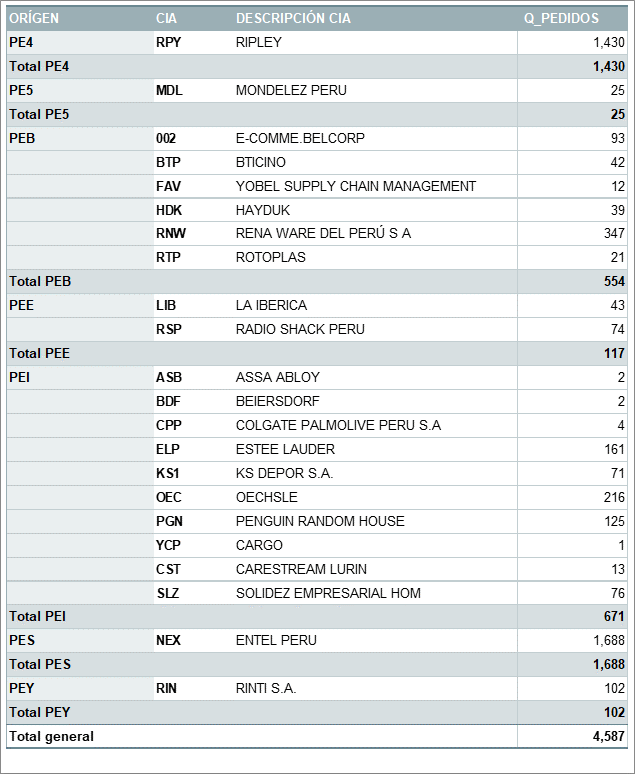 ORÍGEN CIA DESCRIPCIÓN CIA Q_PEDIDOS
PE4 RPY RIPLEY 1,430
Total PE4 1,430
PE5 MDL MONDELEZ PERU 25
Total PE5 25
PEB 002 E-COMME.BELCORP 93
BTP BTICINO 42
FAV YOBEL SUPPLY CHAIN MANAGEMENT 12
HDK HAYDUK 39
RNW RENA WARE DEL PERÚ S A 347
RTP ROTOPLAS 21
Total PEB 554
PEE LIB LA IBERICA 43
RSP RADIO SHACK PERU 74
Total PEE 117
PEI ASB ASSA ABLOY 2
BDF BEIERSDORF 2
CPP COLGATE PALMOLIVE PERU S.A 4
ELP ESTEE LAUDER 161
KS1 KS DEPOR S.A. 71
OEC OECHSLE 216
PGN PENGUIN RANDOM HOUSE 125
YCP CARGO 1
CST CARESTREAM LURIN 13
SLZ SOLIDEZ EMPRESARIAL HOM 76
Total PEI 671
PES NEX ENTEL PERU 1,688
Total PES 1,688
PEY RIN RINTI S.A. 102
Total PEY 102
Total general 4,587